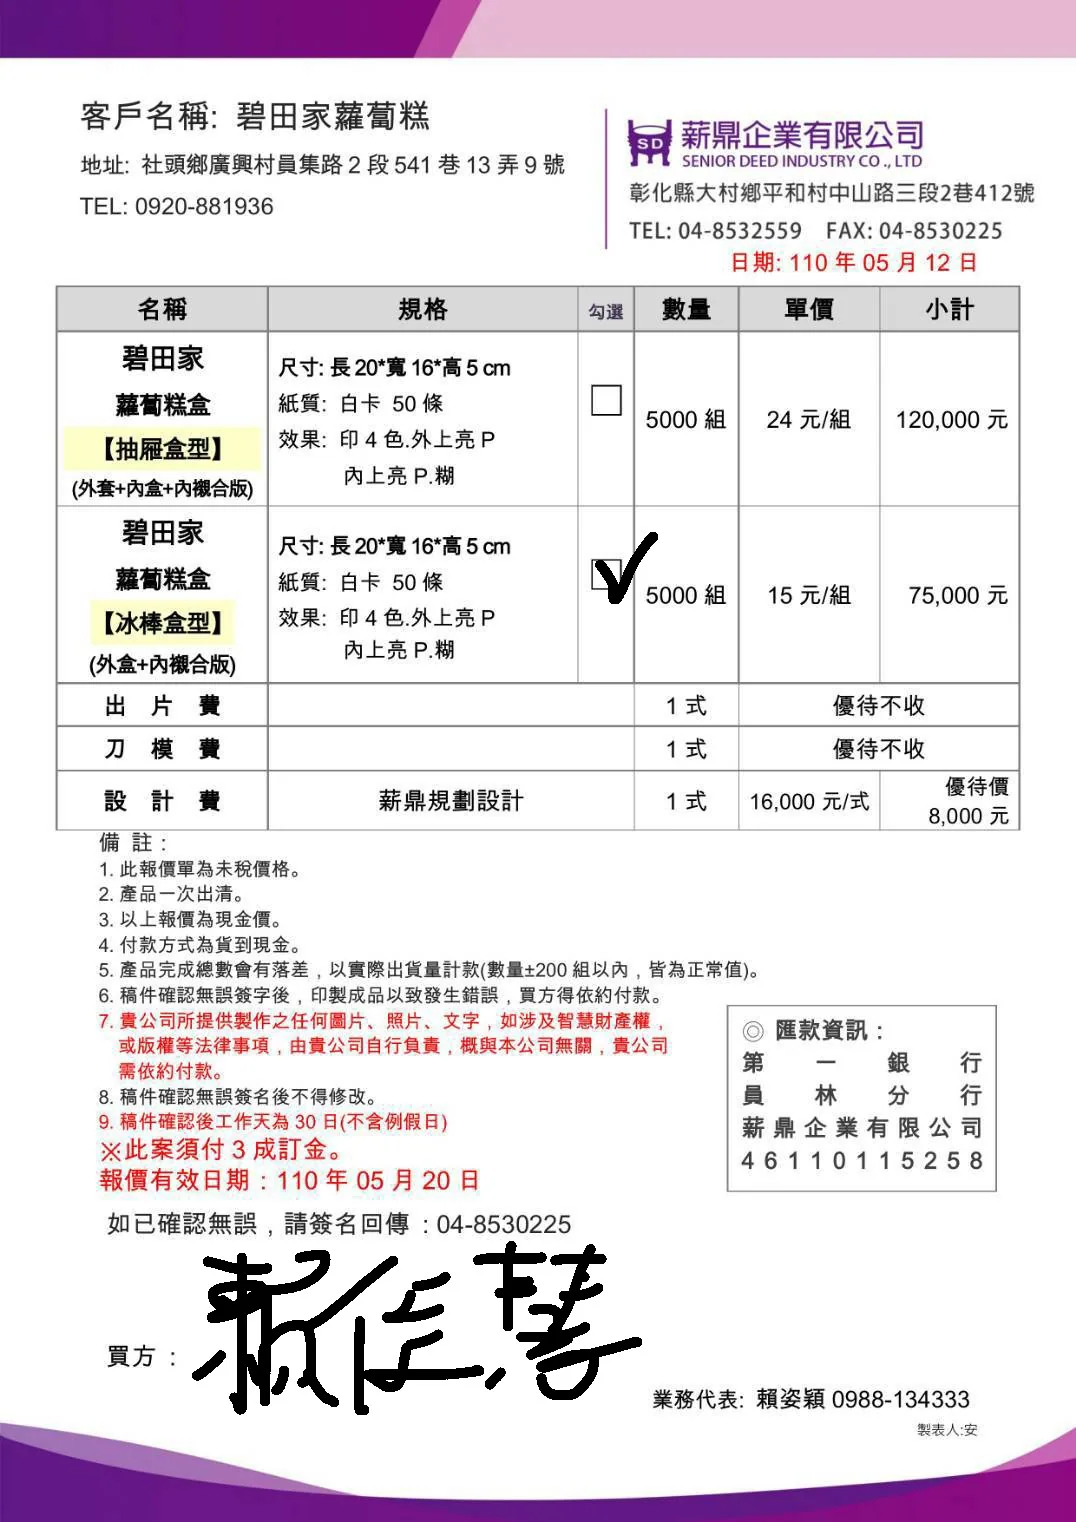 客戶名稱: 碧田家蘿蔔糕
地址: 社頭鄉廣興村員集路 2 段 541 巷 13 弄 9 號
TEL: 0920-881936
SD
薪鼎企業有限公司
SENIOR DEED INDUSTRY CO., LTD
彰化縣大村鄉平和村中山路三段2巷412號
TEL: 04-8532559 FAX: 04-8530225
日期: 110 年 05 月 12 日
名稱 規格 勾選 數量 單價 小計
碧田家
蘿蔔糕盒
【抽屜盒型】
(外套+內盒+內襯合版)
尺寸: 長 20*寬 16*高 5 cm
紙質: 白卡 50 條
效果: 印 4 色.外上亮 P
內上亮 P.糊
5000 組 24 元/組 120,000 元
碧田家
蘿蔔糕盒
【冰棒盒型】
(外盒+內襯合版)
尺寸: 長 20*寬 16*高 5 cm
紙質: 白卡 50 條
效果: 印 4 色.外上亮 P
內上亮 P.糊
5000 組 15 元/組 75,000 元
出 片 費 1 式 優待不收
刀 模 費 1 式 優待不收
設 計 費 薪鼎規劃設計 1 式 16,000 元/式 優待價
8,000 元
備 註：
1. 此報價單為未稅價格。
2. 產品一次出清。
3. 以上報價為現金價。
4. 付款方式為貨到現金。
5. 產品完成總數會有落差，以實際出貨量計款(數量±200 組以內，皆為正常值)。
6. 稿件確認無誤簽字後，印製成品以致發生錯誤，買方得依約付款。
7. 貴公司所提供製作之任何圖片、照片、文字，如涉及智慧財產權，
或版權等法律事項，由貴公司自行負責，概與本公司無關，貴公司
需依約付款。
8. 稿件確認無誤簽名後不得修改。
9. 稿件確認後工作天為 30 日(不含例假日)
※此案須付 3 成訂金。
報價有效日期：110 年 05 月 20 日
◎ 匯款資訊：
第一銀行
員林分行
薪鼎企業有限公司
46110115258
如已確認無誤，請簽名回傳：04-8530225
買方：
業務代表: 賴姿穎 0988-134333
製表人:安